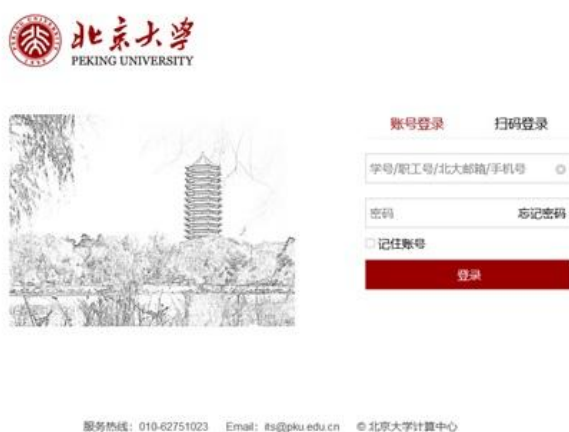 北京大学
PEKING UNIVERSITY
账号登录 扫码登录
学号/职工号/北大邮箱/手机号
密码 忘记密码
记住账号
登录
服务热线：010-62751023 Email：its@pku.edu.cn ©北京大学计算中心